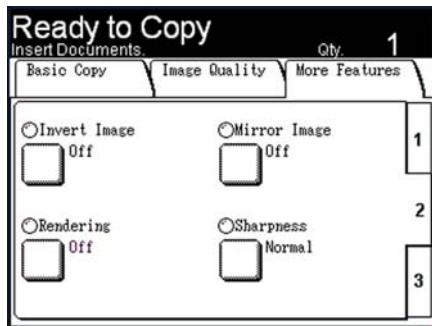 Ready to Copy
Insert Documents.
Qty. 1
Basic Copy
Image Quality
More Features
Invert Image
Off
Mirror Image
Off
1
2
Rendering
Off
Sharpness
Normal
3